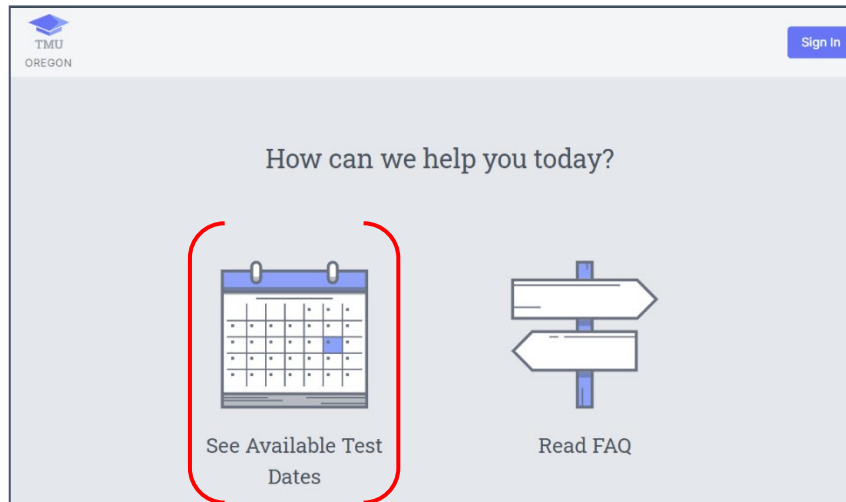 TMU
OREGON
Sign In
How can we help you today?
See Available Test
Dates
Read FAQ